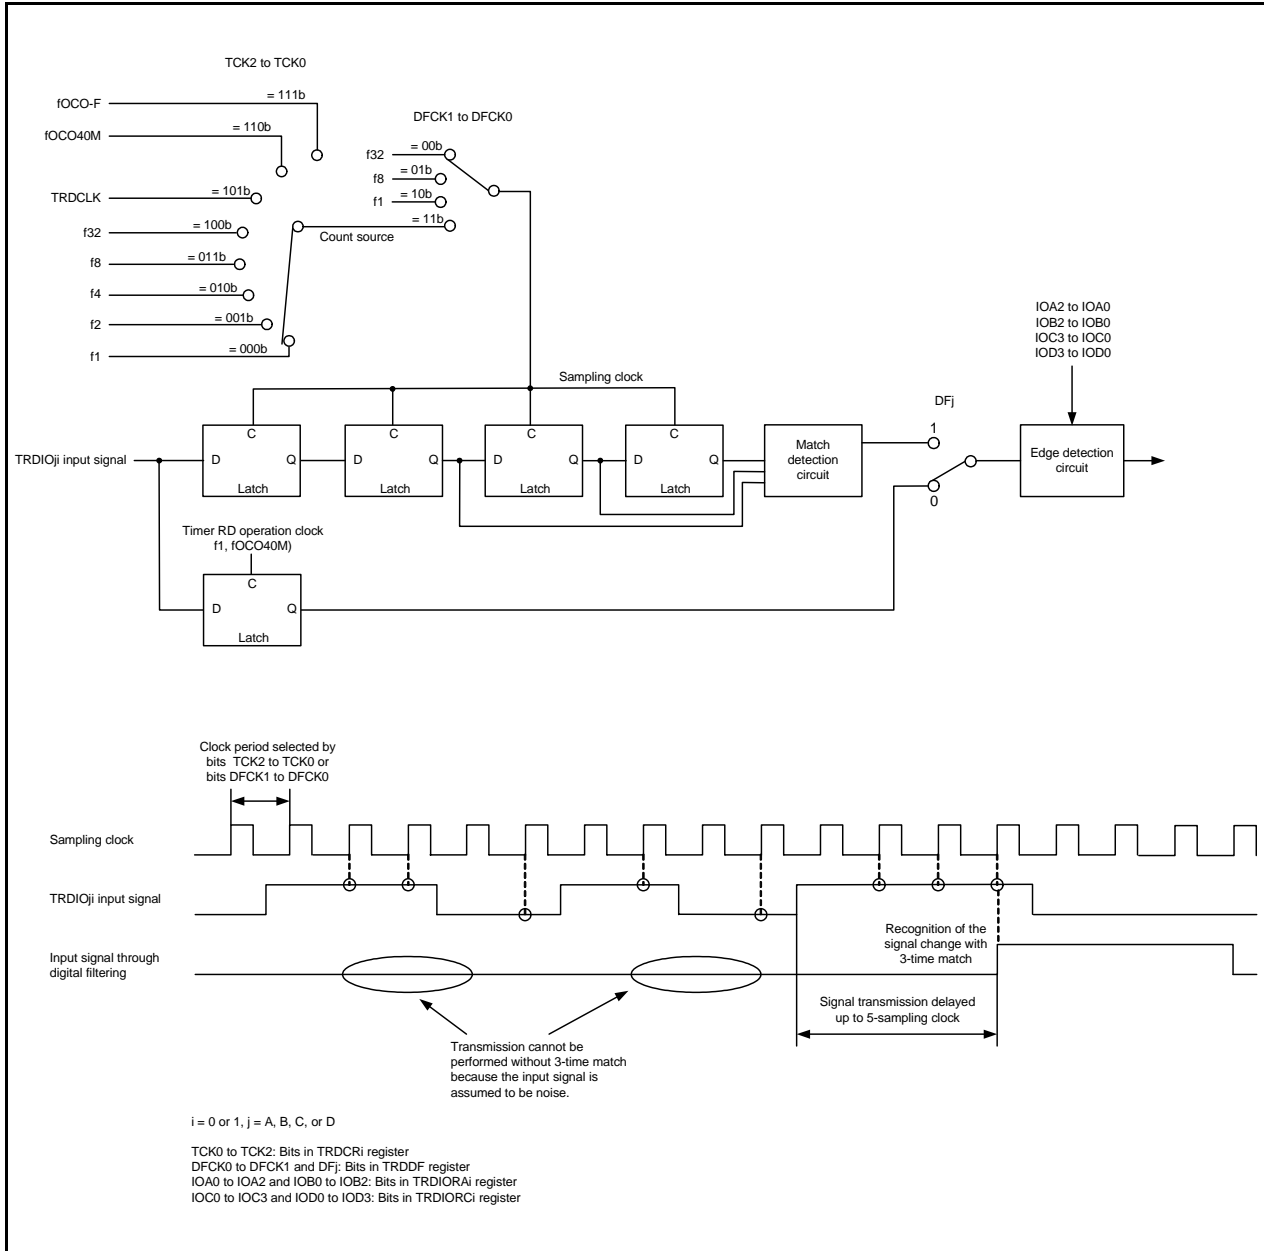 TCK2 to TCK0
fOCO-F
= 111b
fOCO40M
= 110b
TRDCLK
= 101b
f32
= 100b
f8
= 011b
f4
= 010b
f2
= 001b
f1
= 000b
Count source
DFCK1 to DFCK0
f32
= 00b
f8
= 01b
f1
= 10b
= 11b
Sampling clock
IOA2 to IOA0
IOB2 to IOB0
IOC3 to IOC0
IOD3 to IOD0
TRDIOji input signal
C
D
Q
Latch
C
D
Q
Latch
C
D
Q
Latch
C
D
Q
Latch
Match
detection
circuit
DFj
1
0
Edge detection
circuit
Timer RD operation clock
f1, fOCO40M)
C
D
Q
Latch
Clock period selected by
bits TCK2 to TCK0 or
bits DFCK1 to DFCK0
Sampling clock
TRDIOji input signal
Input signal through
digital filtering
Recognition of the
signal change with
3-time match
Signal transmission delayed
up to 5-sampling clock
Transmission cannot be
performed without 3-time match
because the input signal is
assumed to be noise.
i = 0 or 1, j = A, B, C, or D
TCK0 to TCK2: Bits in TRDCRi register
DFCK0 to DFCK1 and DFj: Bits in TRDDF register
IOA0 to IOA2 and IOB0 to IOB2: Bits in TRDIORAi register
IOC0 to IOC3 and IOD0 to IOD3: Bits in TRDIORCi register